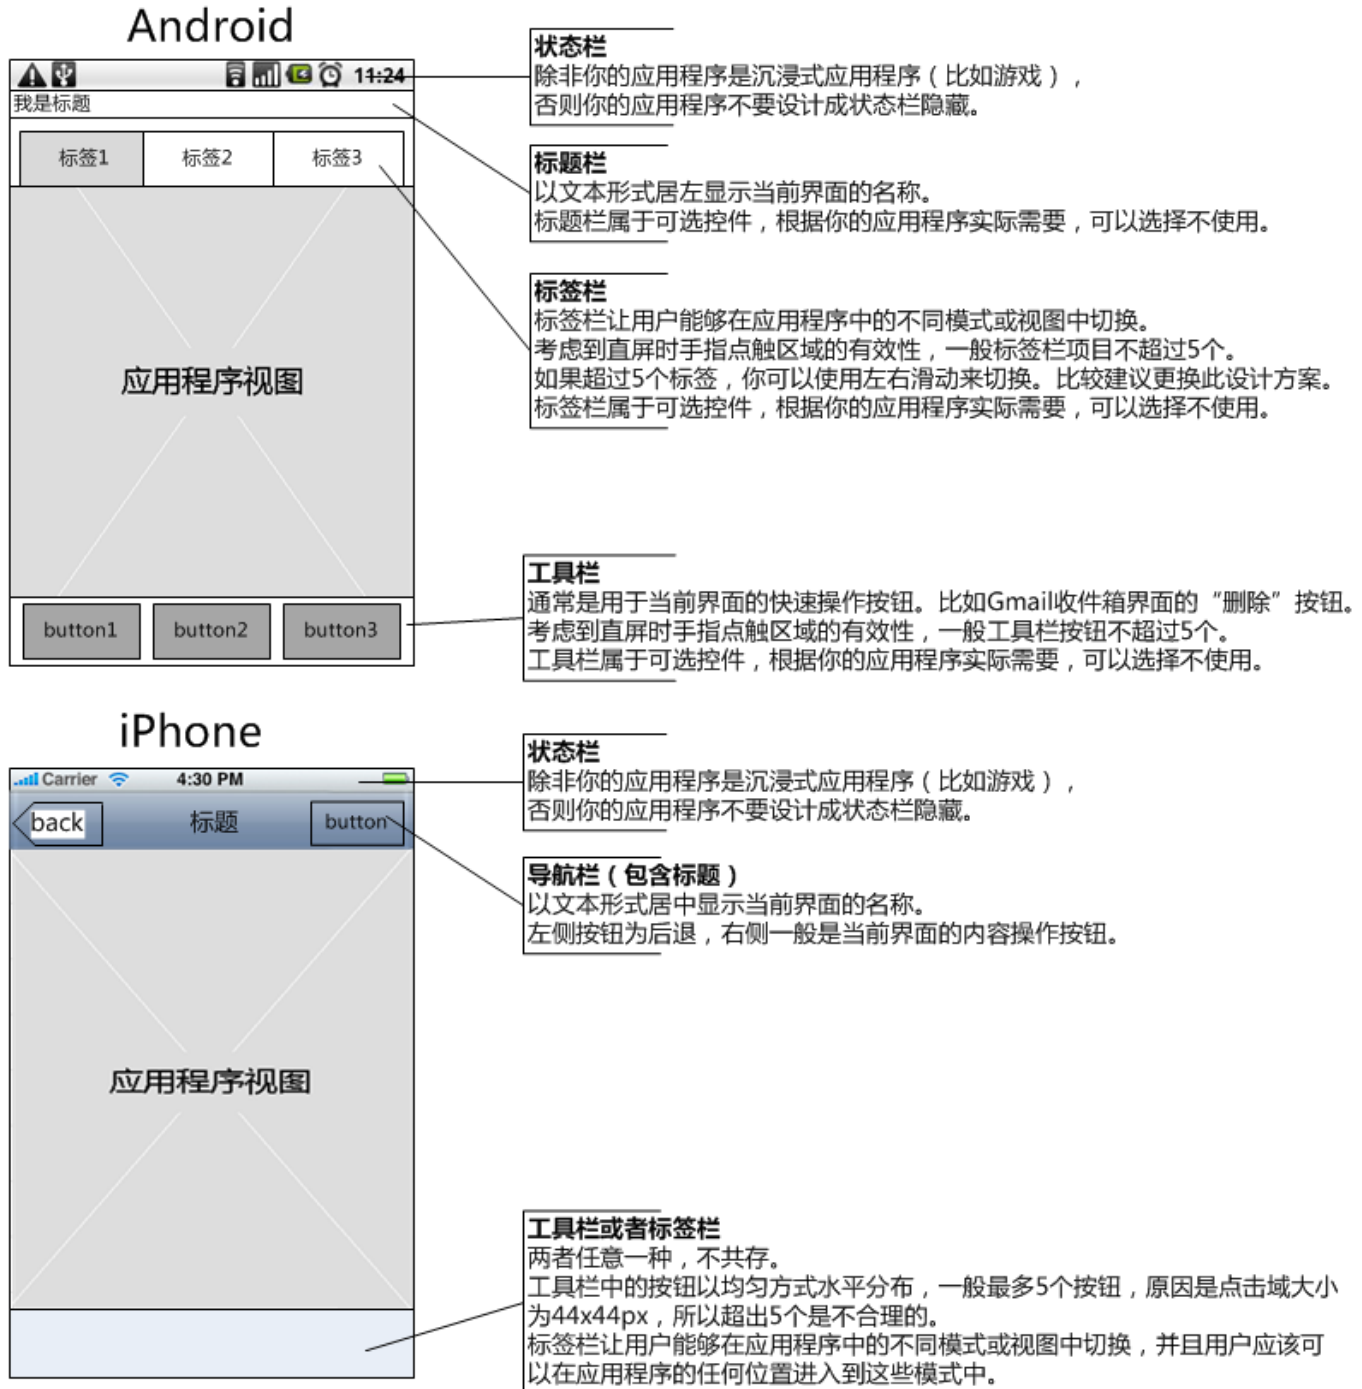 Android
11:24
我是标题
标签1
标签2
标签3
应用程序视图
button1
button2
button3
状态栏
除非你的应用程序是沉浸式应用程序（比如游戏），
否则你的应用程序不要设计成状态栏隐藏。
标题栏
以文本形式居左显示当前界面的名称。
标题栏属于可选控件，根据你的应用程序实际需要，可以选择不使用。
标签栏
标签栏让用户能够在应用程序中的不同模式或视图中切换。
考虑到直屏时手指点触区域的有效性，一般标签栏项目不超过5个。
如果超过5个标签，你可以使用左右滑动来切换。比较建议更换此设计方案。
标签栏属于可选控件，根据你的应用程序实际需要，可以选择不使用。
工具栏
通常是用于当前界面的快速操作按钮。比如Gmail收件箱界面的“删除”按钮。
考虑到直屏时手指点触区域的有效性，一般工具栏按钮不超过5个。
工具栏属于可选控件，根据你的应用程序实际需要，可以选择不使用。
iPhone
Carrier
4:30 PM
back
标题
button
应用程序视图
状态栏
除非你的应用程序是沉浸式应用程序（比如游戏），
否则你的应用程序不要设计成状态栏隐藏。
导航栏（包含标题）
以文本形式居中显示当前界面的名称。
左侧按钮为后退，右侧一般是当前界面的内容操作按钮。
工具栏或者标签栏
两者任意一种，不共存。
工具栏中的按钮以均匀方式水平分布，一般最多5个按钮，原因是点击域大小
为44x44px，所以超出5个是不合理的。
标签栏让用户能够在应用程序中的不同模式或视图中切换，并且用户应该可
以在应用程序的任何位置进入到这些模式中。